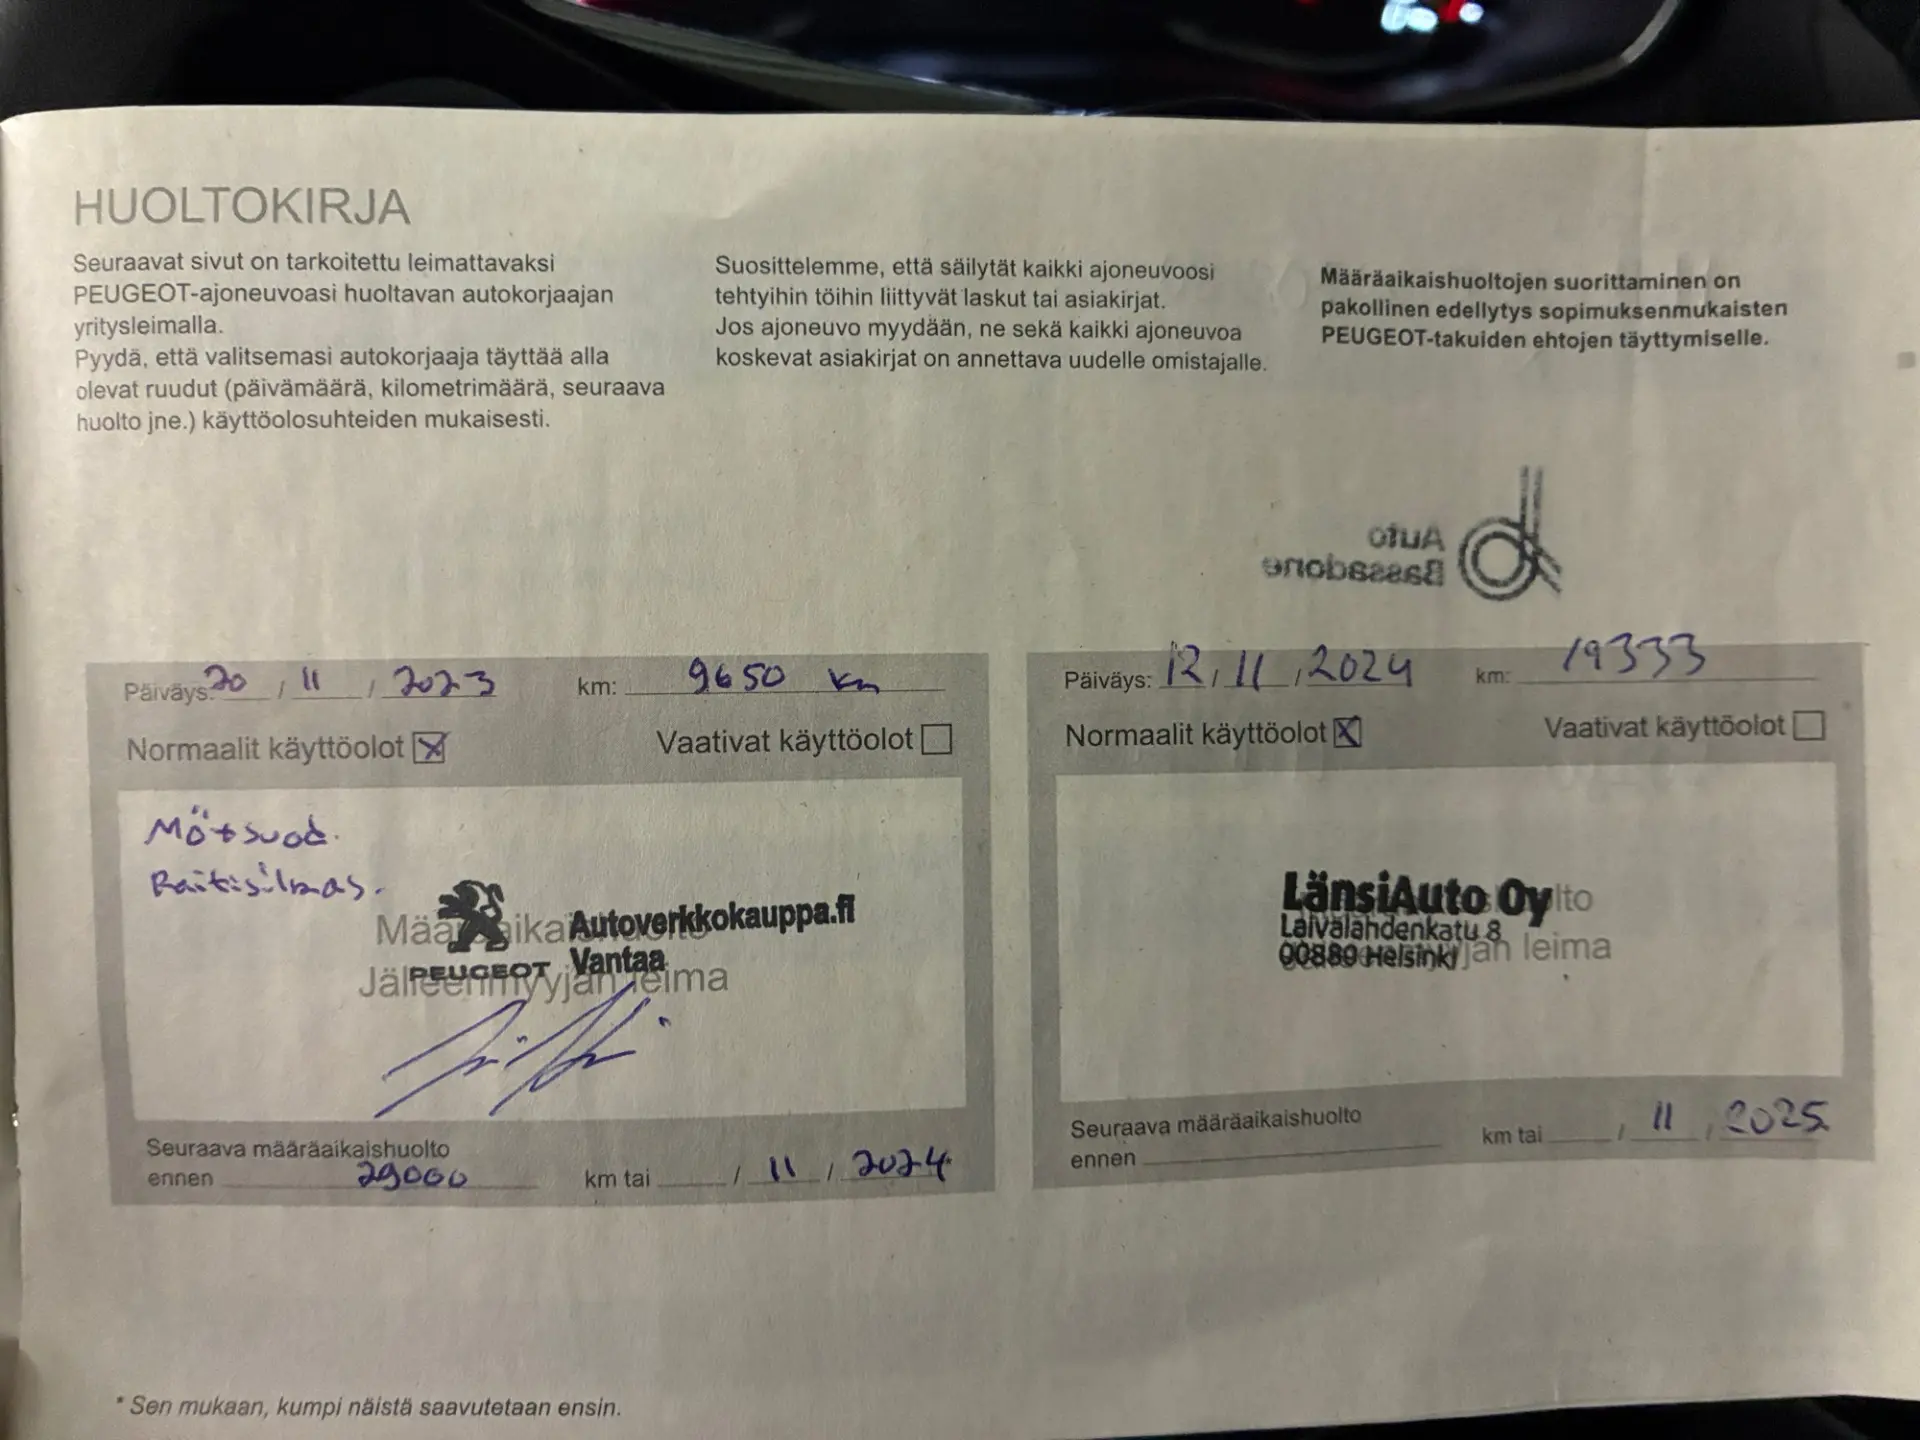 HUOLTOKIRJA
Seuraavat sivut on tarkoitettu leimattavaksi
PEUGEOT-ajoneuvoasi huoltavan autokorjaajan
yritysleimalla.
Pyydä, että valitsemasi autokorjaaja täyttää alla
olevat ruudut (päivämäärä, kilometrimäärä, seuraava
huolto jne.) käyttöolosuhteiden mukaisesti.
Suosittelemme, että säilytät kaikki ajoneuvoosi
tehtyihin töihin liittyvät laskut tai asiakirjat.
Jos ajoneuvo myydään, ne sekä kaikki ajoneuvoa
koskevat asiakirjat on annettava uudelle omistajalle.
Määräaikaishuoltojen suorittaminen on
pakollinen edellytys sopimuksenmukaisten
PEUGEOT-takuiden ehtojen täyttymiselle.
Auto
Bassadone
Päiväys: 20 / 11 / 2023 km: 9650 km
Normaalit käyttöolot X Vaativat käyttöolot
Mö+suod.
Raitisilmas.
Määräaikaishuolto
Jälleenmyyjän leima
PEUGEOT
Autoverkkokauppa.fi
Vantaa
Seuraava määräaikaishuolto
ennen 29000 km tai / 11 / 2024
Päiväys: 12 / 11 / 2024 km: 19333
Normaalit käyttöolot X Vaativat käyttöolot
LänsiAuto Oy
Laivalahdenkatu 8
00880 Helsinki
lto
jän leima
Seuraava määräaikaishuolto
ennen km tai / 11 / 2025
* Sen mukaan, kumpi näistä saavutetaan ensin.